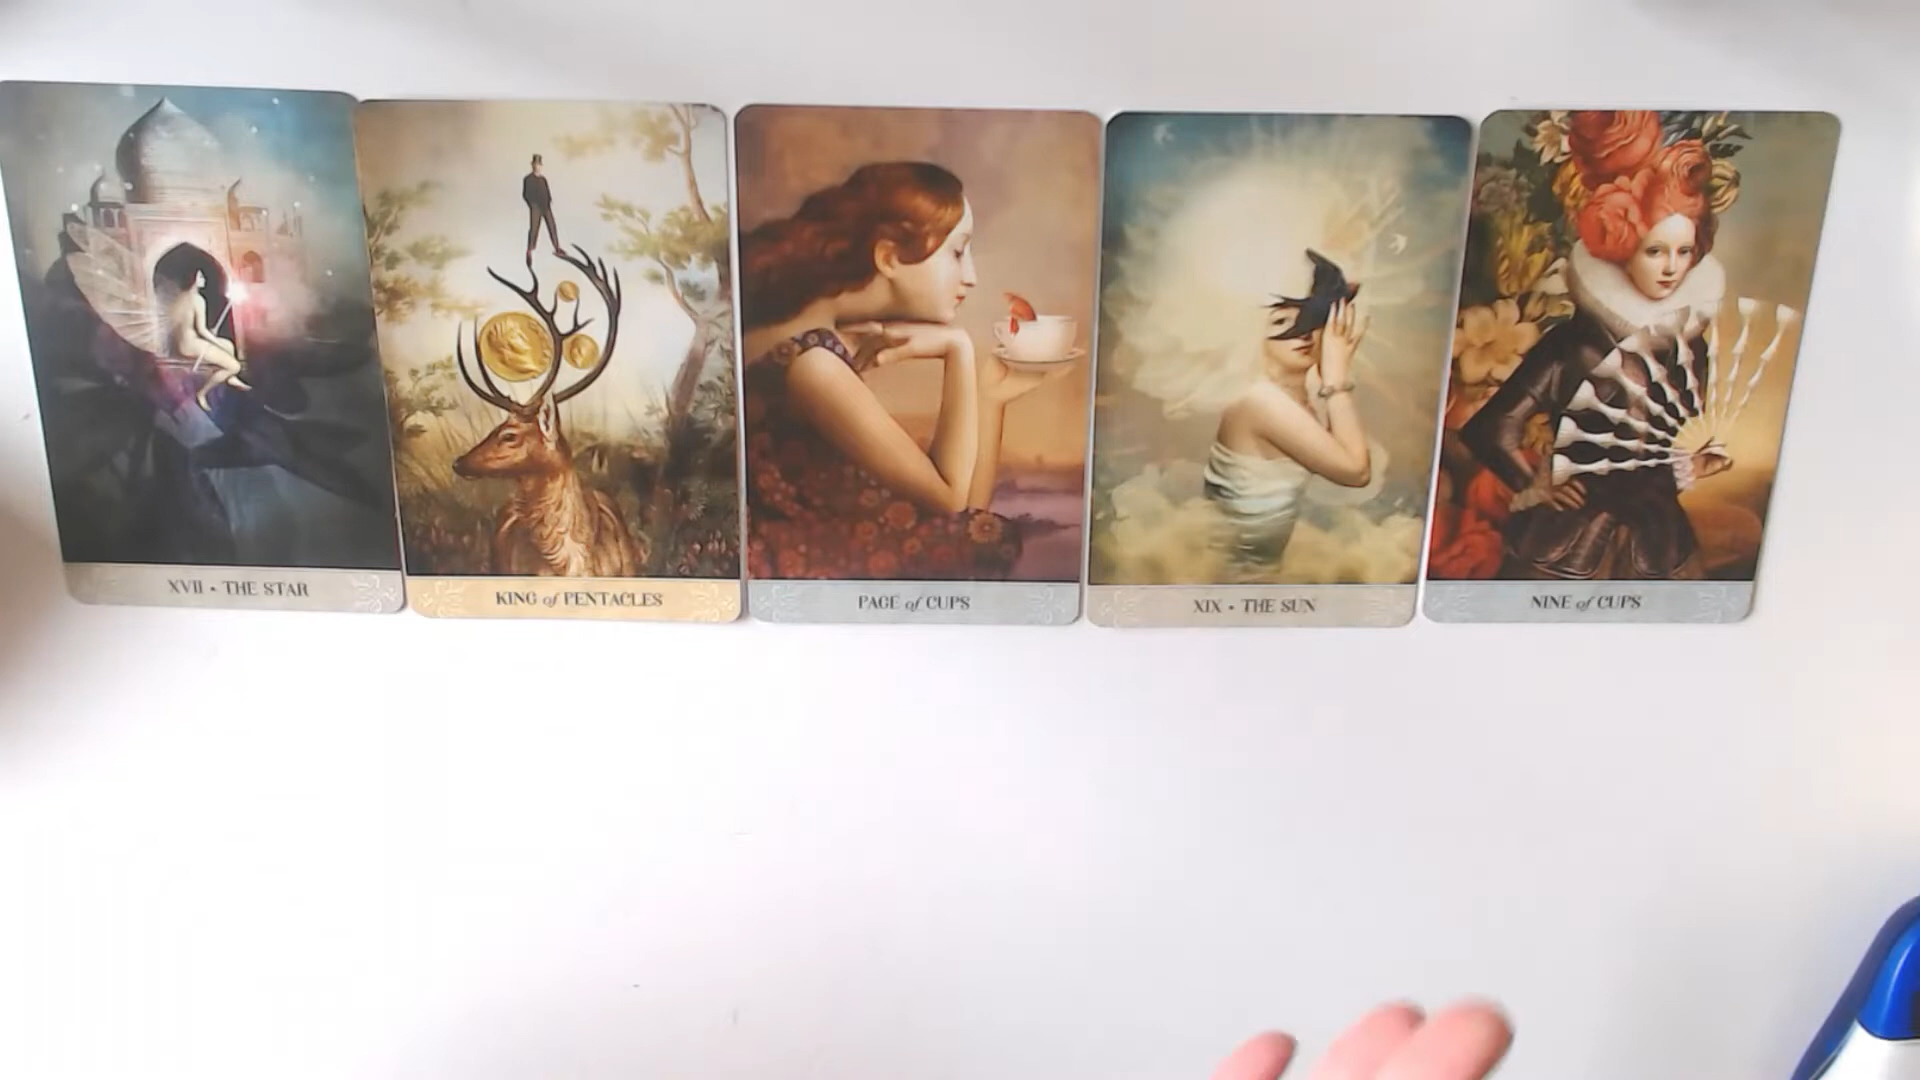 XVII • THE STAR
KING of PENTACLES
PAGE of CUPS
XIX • THE SUN
NINE of CUPS